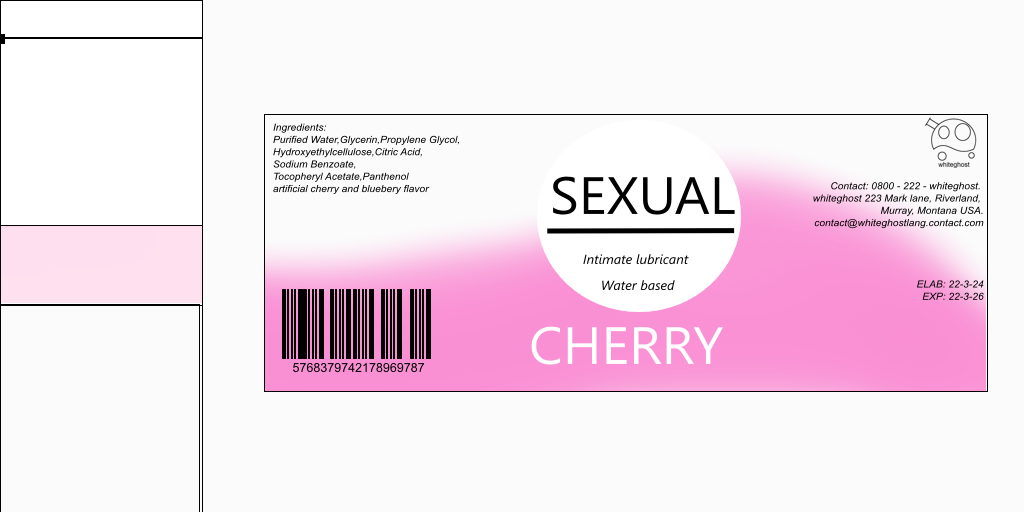 Ingredients:
Purified Water,Glycerin,Propylene Glycol,
Hydroxyethylcellulose,Citric Acid,
Sodium Benzoate,
Tocopheryl Acetate,Panthenol
artificial cherry and bluebery flavor
5768379742178969787
SEXUAL
Intimate lubricant
Water based
CHERRY
whiteghost
Contact: 0800 - 222 - whiteghost.
whiteghost 223 Mark lane, Riverland,
Murray, Montana USA.
contact@whiteghostlang.contact.com
ELAB: 22-3-24
EXP: 22-3-26